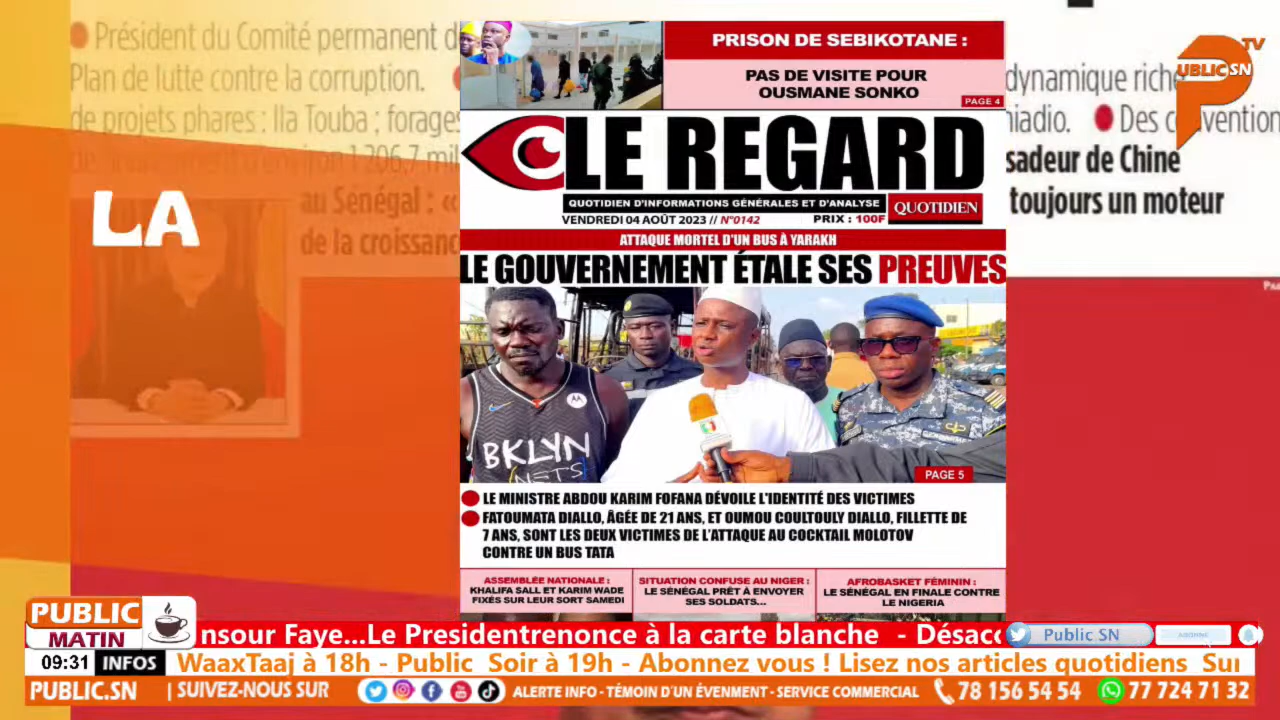 Président du Comité permanent d
Plan de lutte contre la corruption.
de projets phares : Ila Touba ; forages
au Sénégal : «
de la croissanc
LA
PRISON DE SEBIKOTANE :
PAS DE VISITE POUR
OUSMANE SONKO
PAGE 4
LE REGARD
QUOTIDIEN D'INFORMATIONS GÉNÉRALES ET D'ANALYSE
QUOTIDIEN
VENDREDI 04 AOÛT 2023 // N°0142
PRIX : 100F
ATTAQUE MORTEL D'UN BUS À YARAKH
LE GOUVERNEMENT ÉTALE SES PREUVES
BKLYN
NETS
PAGE 5
LE MINISTRE ABDOU KARIM FOFANA DÉVOILE L'IDENTITÉ DES VICTIMES
FATOUMATA DIALLO, ÂGÉE DE 21 ANS, ET OUMOU COULTOULY DIALLO, FILLETTE DE
7 ANS, SONT LES DEUX VICTIMES DE L'ATTAQUE AU COCKTAIL MOLOTOV
CONTRE UN BUS TATA
ASSEMBLÉE NATIONALE :
KHALIFA SALL ET KARIM WADE
FIXÉS SUR LEUR SORT SAMEDI
SITUATION CONFUSE AU NIGER :
LE SÉNÉGAL PRÊT À ENVOYER
SES SOLDATS...
AFROBASKET FÉMININ :
LE SÉNÉGAL EN FINALE CONTRE
LE NIGERIA
TV
PUBLIC SN
dynamique riche
niadio.
Des c
vention
sadeur de Chine
toujours un moteur
PUBLIC
MATIN
nsour Faye...Le Presidentrenonce à la carte blanche - Désacc
Public SN
ABONNÉ
09:31 INFOS
WaaxTaaj à 18h - Public Soir à 19h - Abonnez vous ! Lisez nos articles quotidiens Sur
PUBLIC.SN
| SUIVEZ-NOUS SUR
ALERTE INFO - TÉMOIN D'UN ÉVENMENT - SERVICE COMMERCIAL
78 156 54 54
77 724 71 32